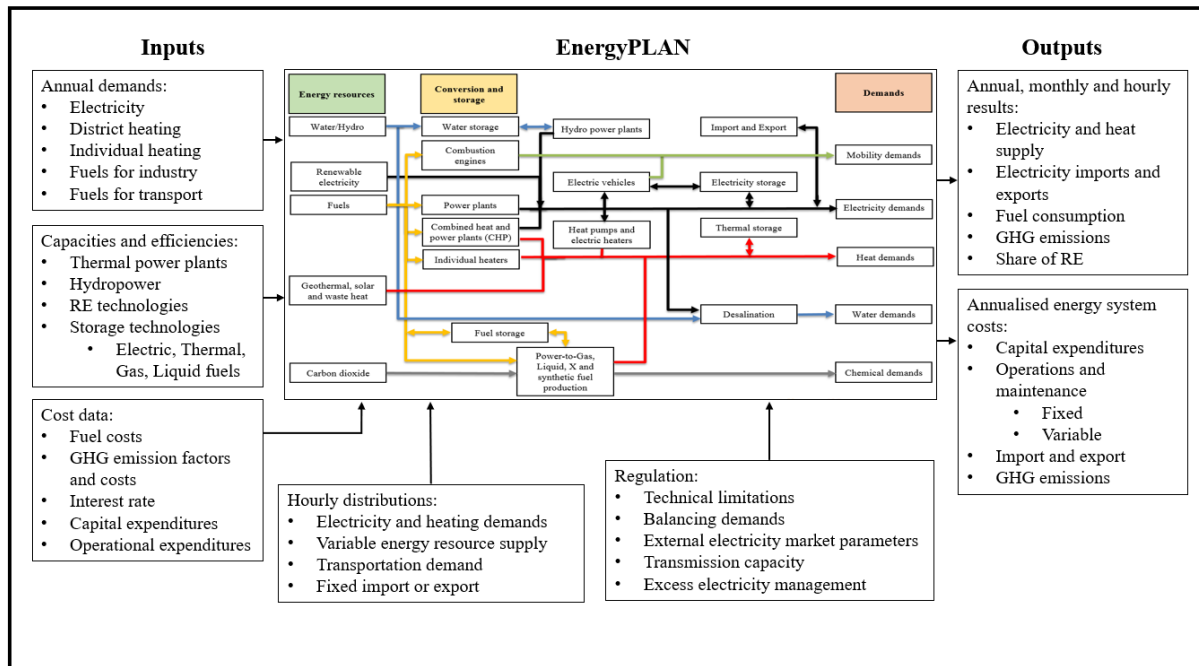 Inputs
EnergyPLAN
Outputs
Annual demands:
• Electricity
• District heating
• Individual heating
• Fuels for industry
• Fuels for transport
Capacities and efficiencies:
• Thermal power plants
• Hydropower
• RE technologies
• Storage technologies
• Electric, Thermal,
Gas, Liquid fuels
Cost data:
• Fuel costs
• GHG emission factors
and costs
• Interest rate
• Capital expenditures
• Operational expenditures
Energy resources
Conversion and
storage
Demands
Water/Hydro
Water storage
Hydro power plants
Import and Export
Combustion
engines
Mobility demands
Renewable
electricity
Electric vehicles
Electricity storage
Fuels
Power plants
Electricity demands
Combined heat and
power plants (CHP)
Heat pumps and
electric heaters
Thermal storage
Individual heaters
Heat demands
Geothermal, solar
and waste heat
Desalination
Water demands
Fuel storage
Power-to-Gas,
Liquid, X and
synthetic fuel
production
Carbon dioxide
Chemical demands
Hourly distributions:
• Electricity and heating demands
• Variable energy resource supply
• Transportation demand
• Fixed import or export
Regulation:
• Technical limitations
• Balancing demands
• External electricity market parameters
• Transmission capacity
• Excess electricity management
Annual, monthly and hourly
results:
• Electricity and heat
supply
• Electricity imports and
exports
• Fuel consumption
• GHG emissions
• Share of RE
Annualised energy system
costs:
• Capital expenditures
• Operations and
maintenance
• Fixed
• Variable
• Import and export
• GHG emissions